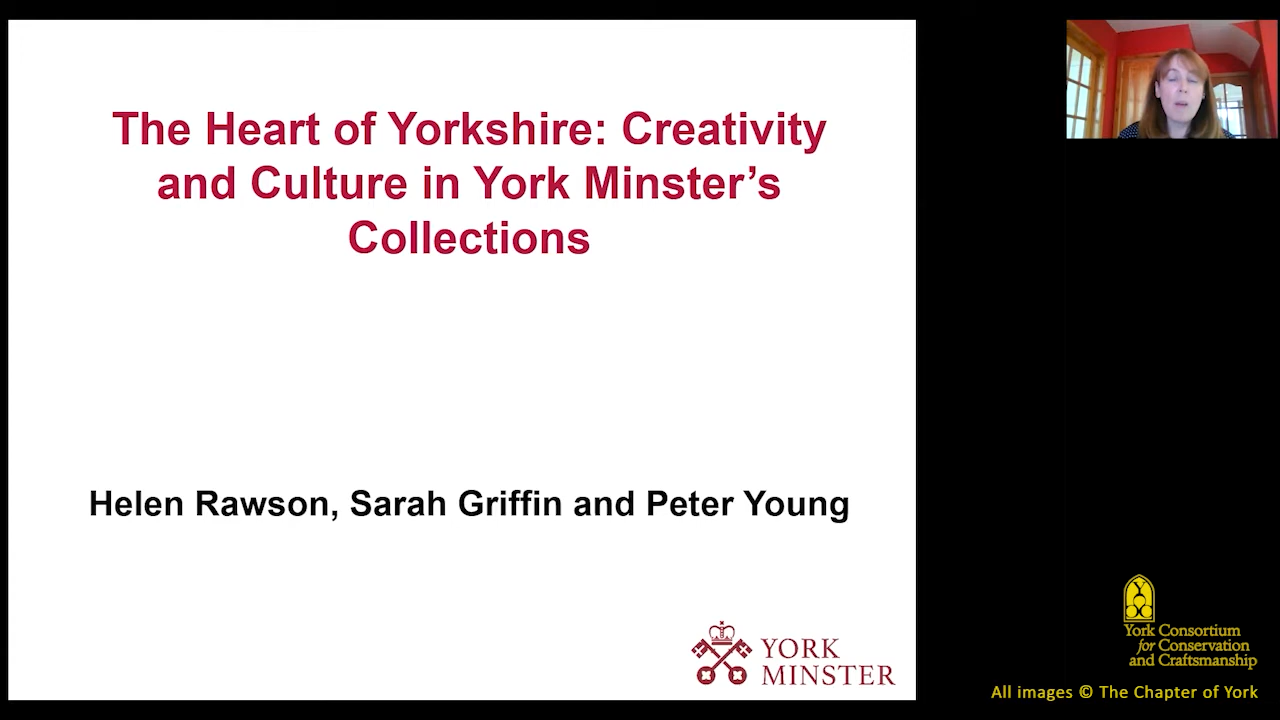 The Heart of Yorkshire: Creativity
and Culture in York Minster’s
Collections
Helen Rawson, Sarah Griffin and Peter Young
YORK
MINSTER
York Consortium
for Conservation
and Craftsmanship
All images © The Chapter of York